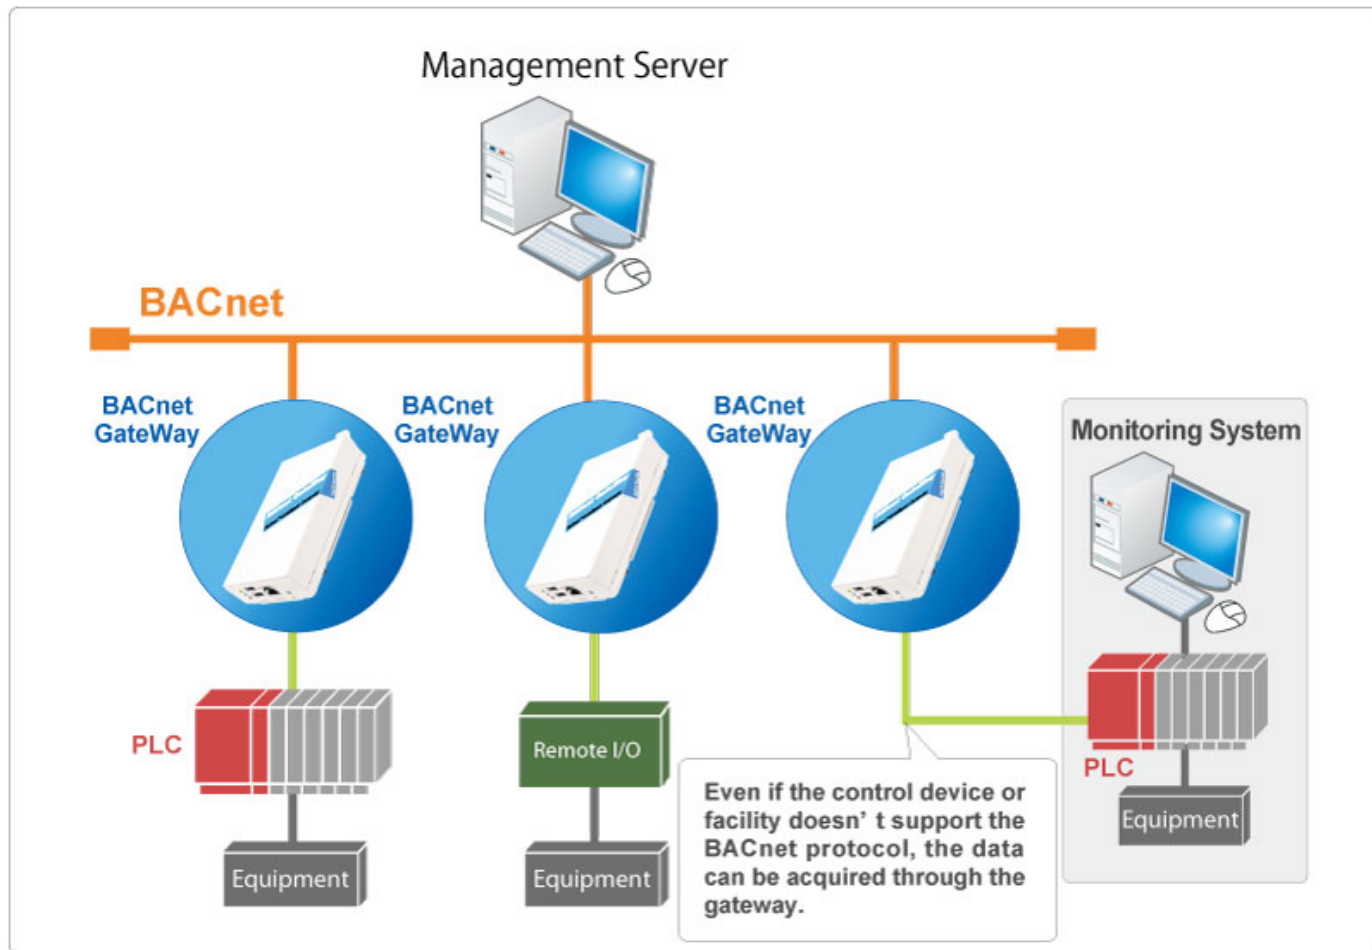 Management Server
BACnet
BACnet
GateWay
BACnet
GateWay
BACnet
GateWay
Monitoring System
PLC
Remote I/O
PLC
Equipment
Equipment
Equipment
Even if the control device or
facility doesn’ t support the
BACnet protocol, the data
can be acquired through the
gateway.